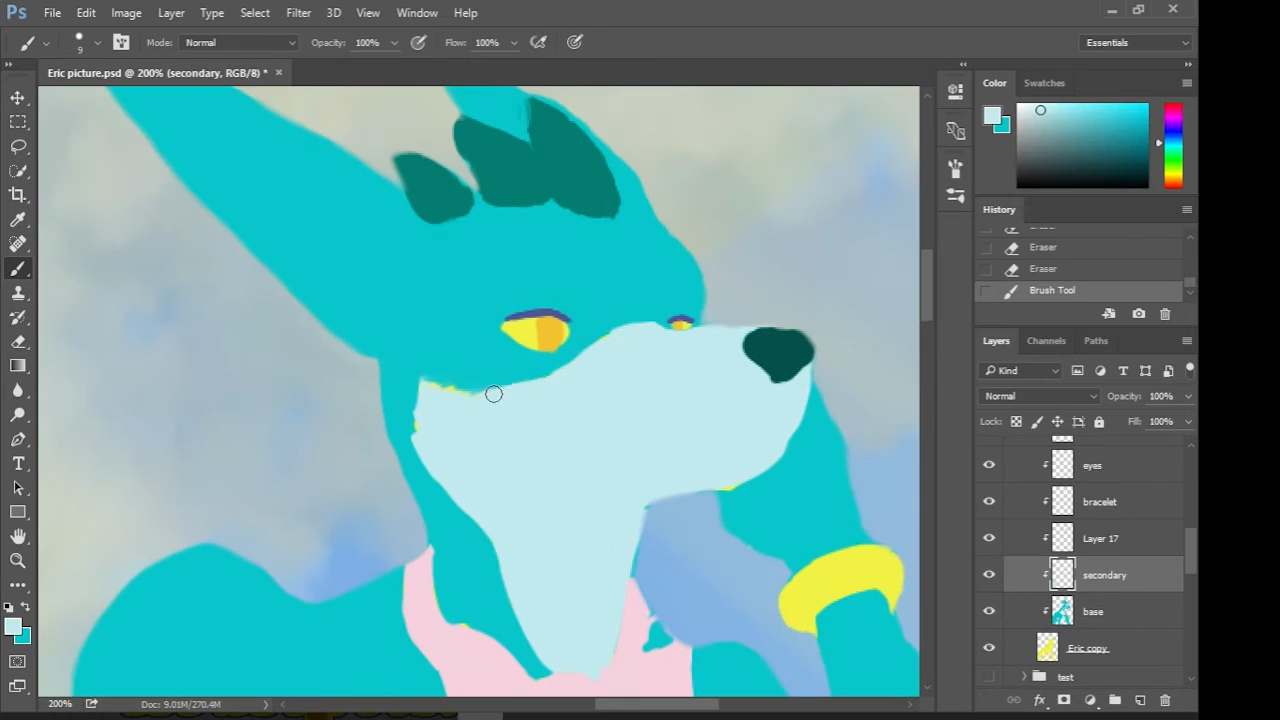 Ps File Edit Image Layer Type Select Filter 3D View Window Help
9 Mode: Normal Opacity: 100% Flow: 100% Essentials
Eric picture.psd @ 200% (secondary, RGB/8) * ×
Color Swatches
History
Eraser
Eraser
Eraser
Brush Tool
Layers Channels Paths
Kind
Normal Opacity: 100%
Lock: Fill: 100%
eyes
bracelet
Layer 17
secondary
base
Eric copy
test
200% Doc: 9.01M/270.4M
fx